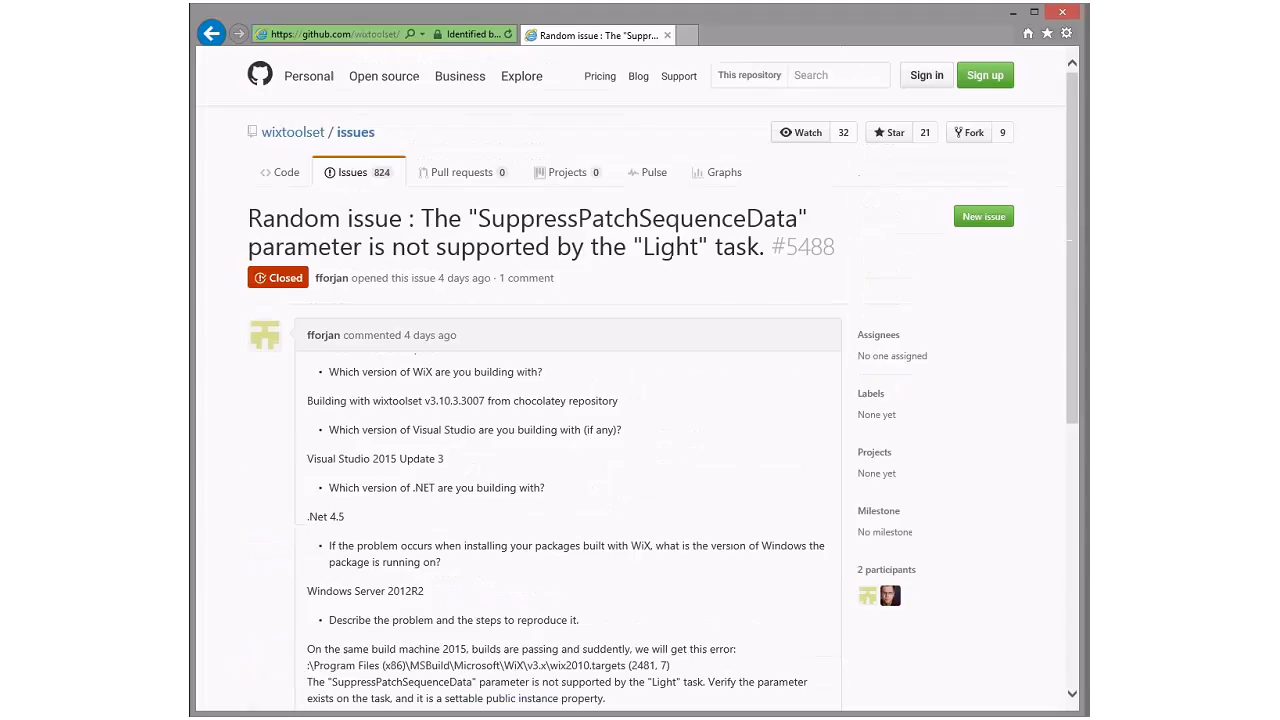 https://github.com/wixtoolset/ Identified b... Random issue : The "Suppr...
Personal Open source Business Explore Pricing Blog Support This repository Search Sign in Sign up
wixtoolset / issues Watch 32 Star 21 Fork 9
Code Issues 824 Pull requests 0 Projects 0 Pulse Graphs
Random issue : The "SuppressPatchSequenceData"
parameter is not supported by the "Light" task. #5488
New issue
Closed fforjan opened this issue 4 days ago · 1 comment
fforjan commented 4 days ago
• Which version of WiX are you building with?
Building with wixtoolset v3.10.3.3007 from chocolatey repository
• Which version of Visual Studio are you building with (if any)?
Visual Studio 2015 Update 3
• Which version of .NET are you building with?
.Net 4.5
• If the problem occurs when installing your packages built with WiX, what is the version of Windows the
package is running on?
Windows Server 2012R2
• Describe the problem and the steps to reproduce it.
On the same build machine 2015, builds are passing and suddently, we will get this error:
:\Program Files (x86)\MSBuild\Microsoft\WiX\v3.x\wix2010.targets (2481, 7)
The "SuppressPatchSequenceData" parameter is not supported by the "Light" task. Verify the parameter
exists on the task, and it is a settable public instance property.
Assignees
No one assigned
Labels
None yet
Projects
None yet
Milestone
No milestone
2 participants